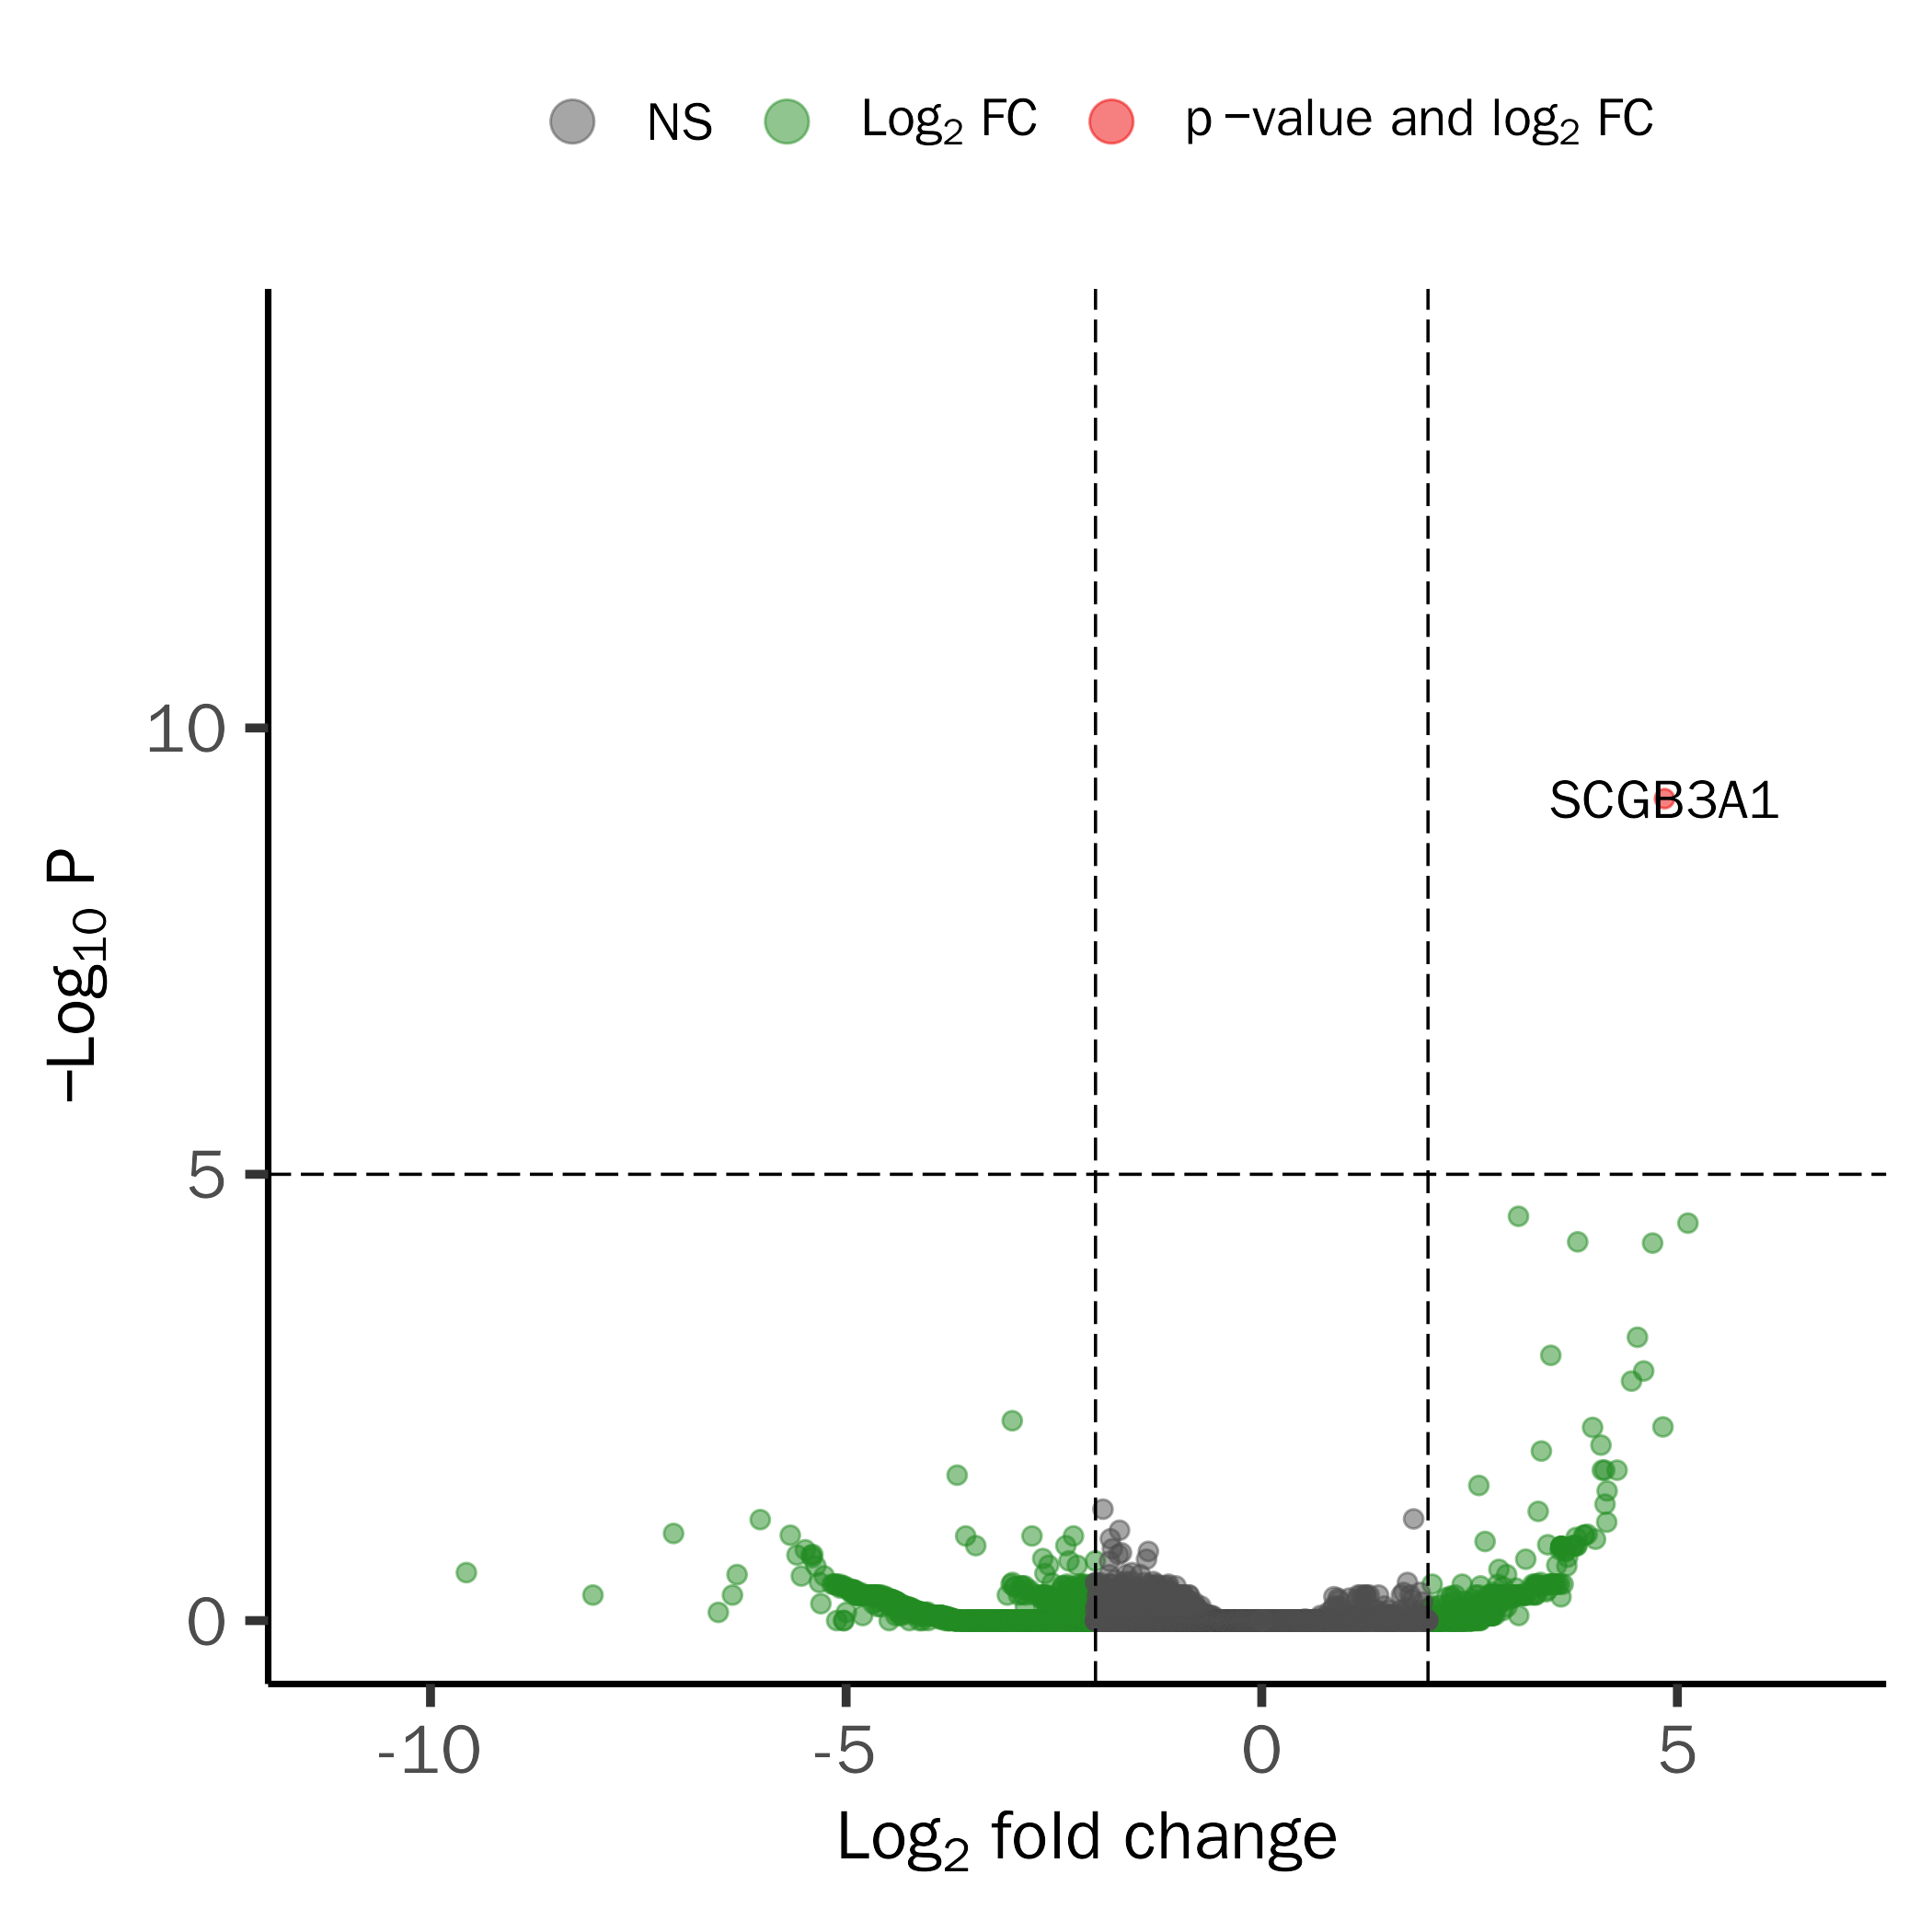 NS Log₂ FC p −value and log₂ FC
10
SCGB3A1
−Log₁₀ P
5
0
-10 -5 0 5
Log₂ fold change